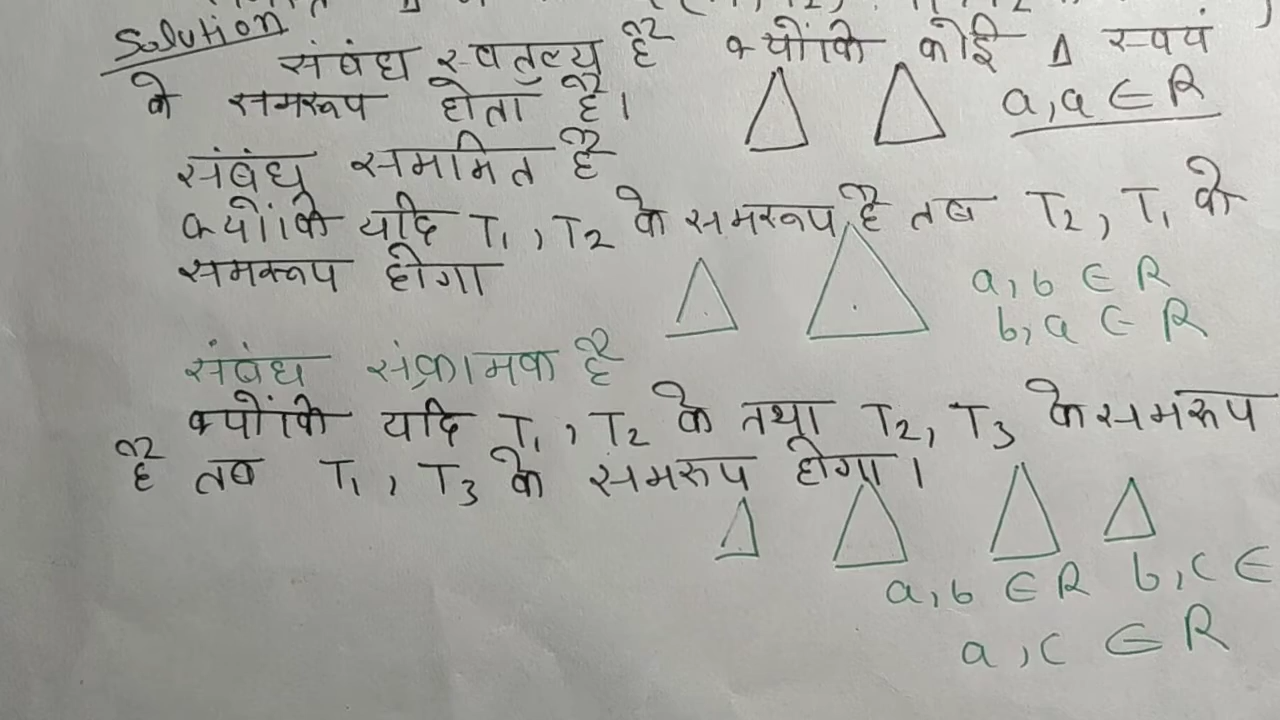 Solution
संबंध स्वतुल्य है क्योंकि कोई Δ स्वयं
के समरूप होता है। a,a ∈ R
संबंध सममित है
क्योंकि यदि T₁, T₂ के समरूप है तब T₂, T₁ के
समरूप होगा a,b ∈ R
b,a ∈ R
संबंध संक्रामक है
क्योंकि यदि T₁, T₂ के तथा T₂, T₃ के समरूप
है तब T₁, T₃ के समरूप होगा।
a,b ∈ R b,c ∈
a,c ∈ R